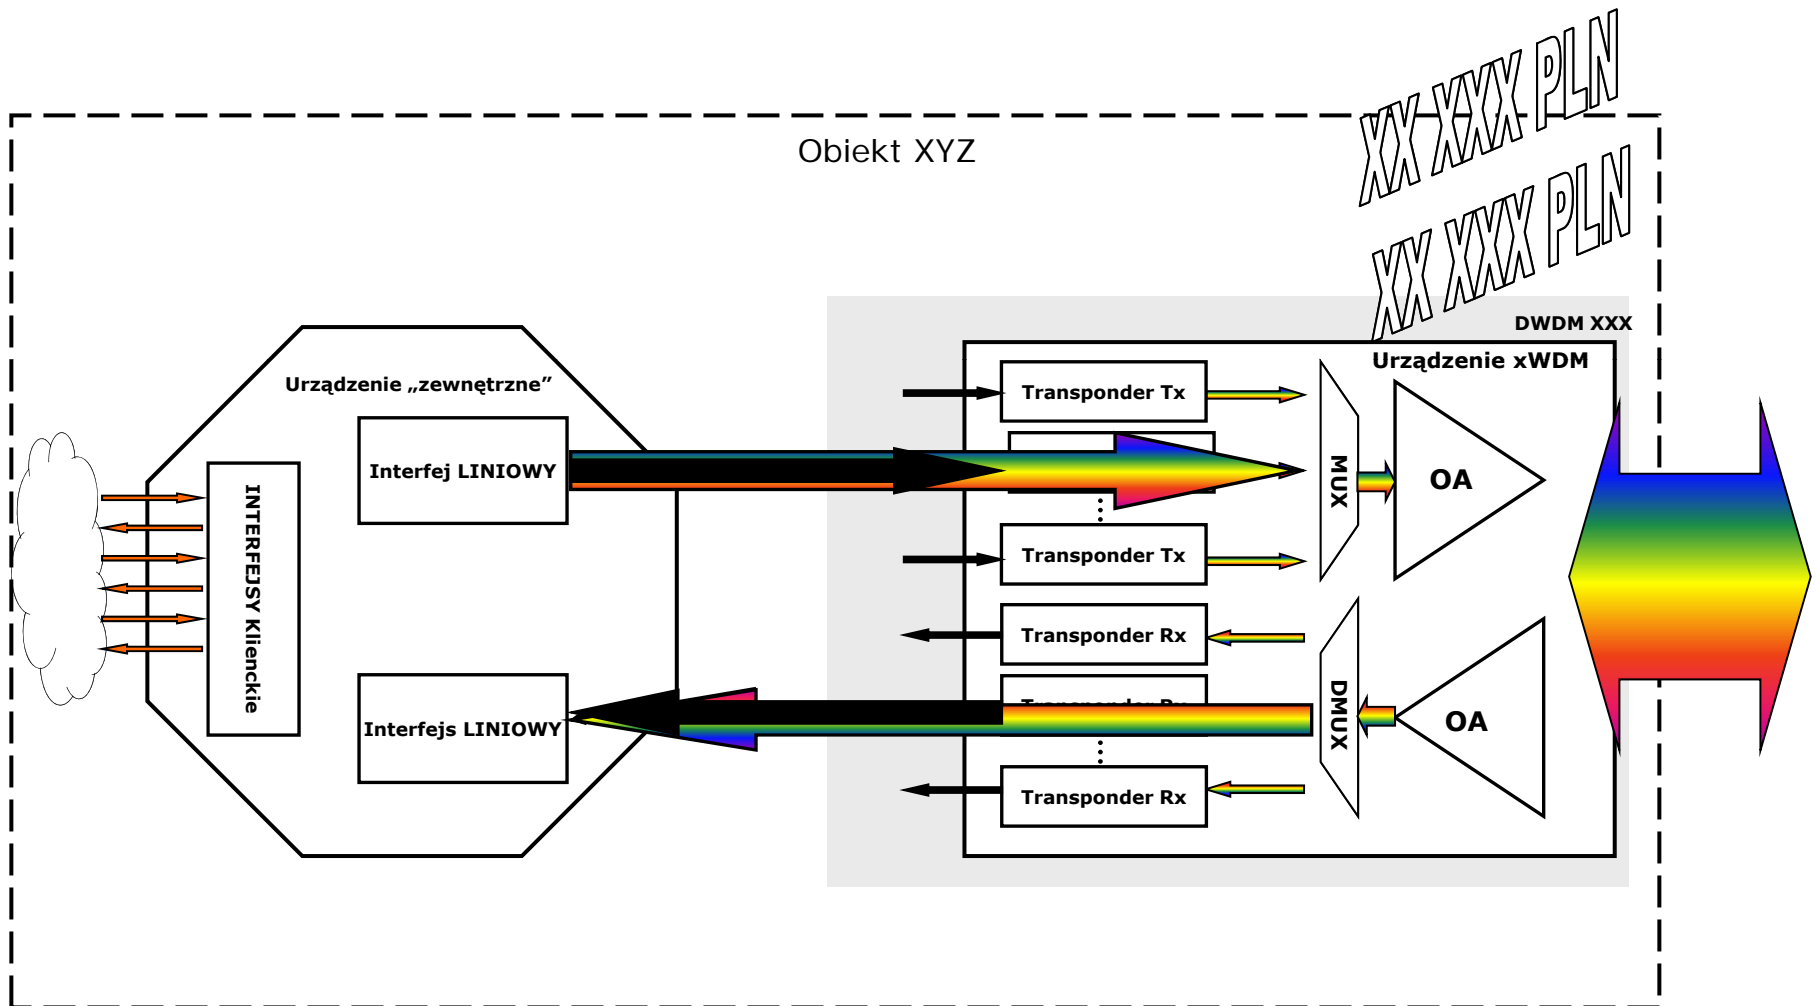 XX XXX PLN
Obiekt XYZ
XX XXX PLN
DWDM XXX
Urządzenie xWDM
Urządzenie „zewnętrzne”
Transponder Tx
Interfej LINIOWY
INTERFEJSY Klienckie
MUX
OA
Transponder Tx
Transponder Rx
Interfejs LINIOWY
DMUX
OA
Transponder Rx